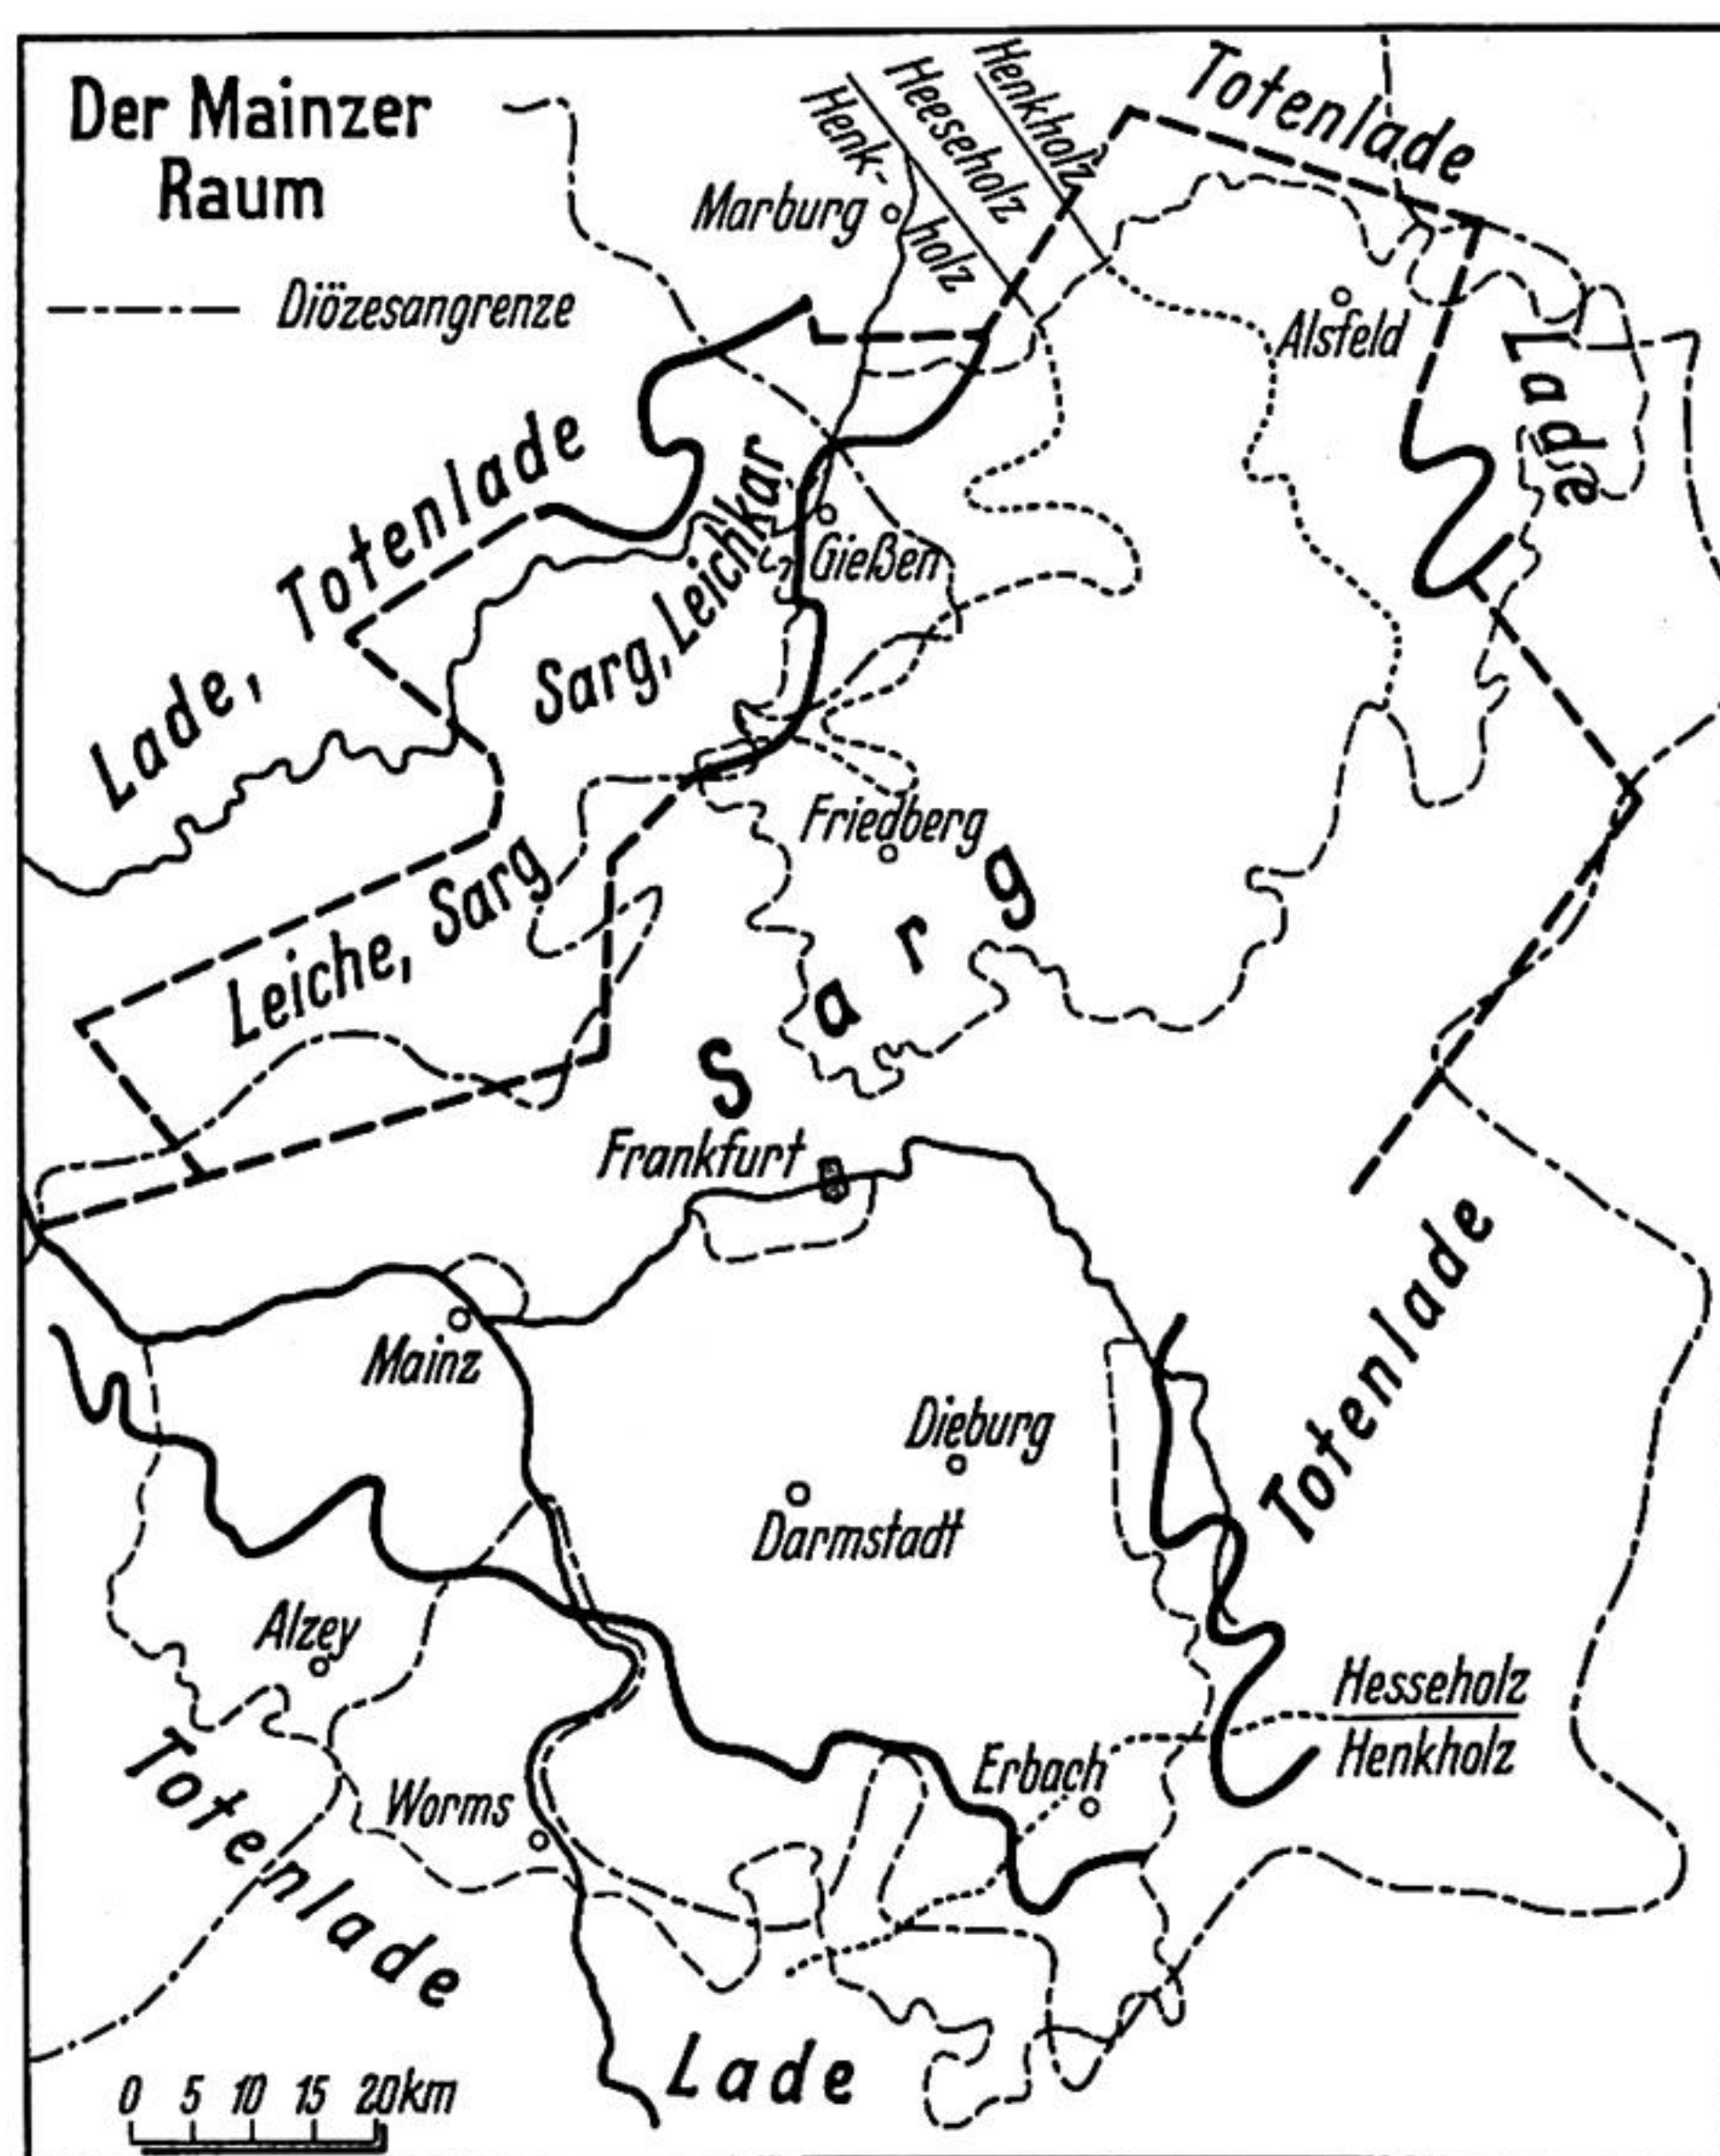 Der Mainzer
Raum
Diözesangrenze
Henk-
holz
Heeseholz
Henkholz
Totenlade
Marburg
Alsfeld
Lade
Lade, Totenlade
Sarg, Leichkar
Gießen
Leiche, Sarg
Friedberg
Sarg
Frankfurt
Mainz
Dieburg
Darmstadt
Totenlade
Alzey
Hesseholz
Henkholz
Erbach
Worms
Totenlade
Lade
0 5 10 15 20km